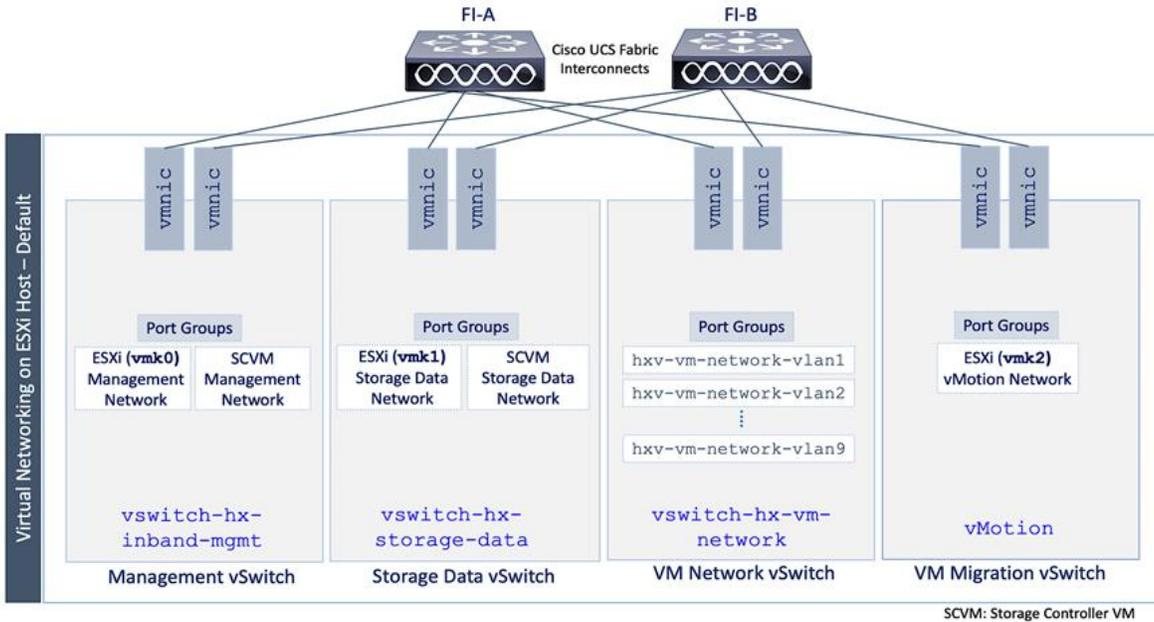 FI-A
FI-B
Cisco UCS Fabric
Interconnects
Virtual Networking on ESXi Host – Default
vmnic
vmnic
vmnic
vmnic
vmnic
vmnic
vmnic
vmnic
Port Groups
ESXi (vmk0)
Management
Network
SCVM
Management
Network
vswitch-hx-
inband-mgmt
Management vSwitch
Port Groups
ESXi (vmk1)
Storage Data
Network
SCVM
Storage Data
Network
vswitch-hx-
storage-data
Storage Data vSwitch
Port Groups
hxv-vm-network-vlan1
hxv-vm-network-vlan2
hxv-vm-network-vlan9
vswitch-hx-vm-
network
VM Network vSwitch
Port Groups
ESXi (vmk2)
vMotion Network
vMotion
VM Migration vSwitch
SCVM: Storage Controller VM